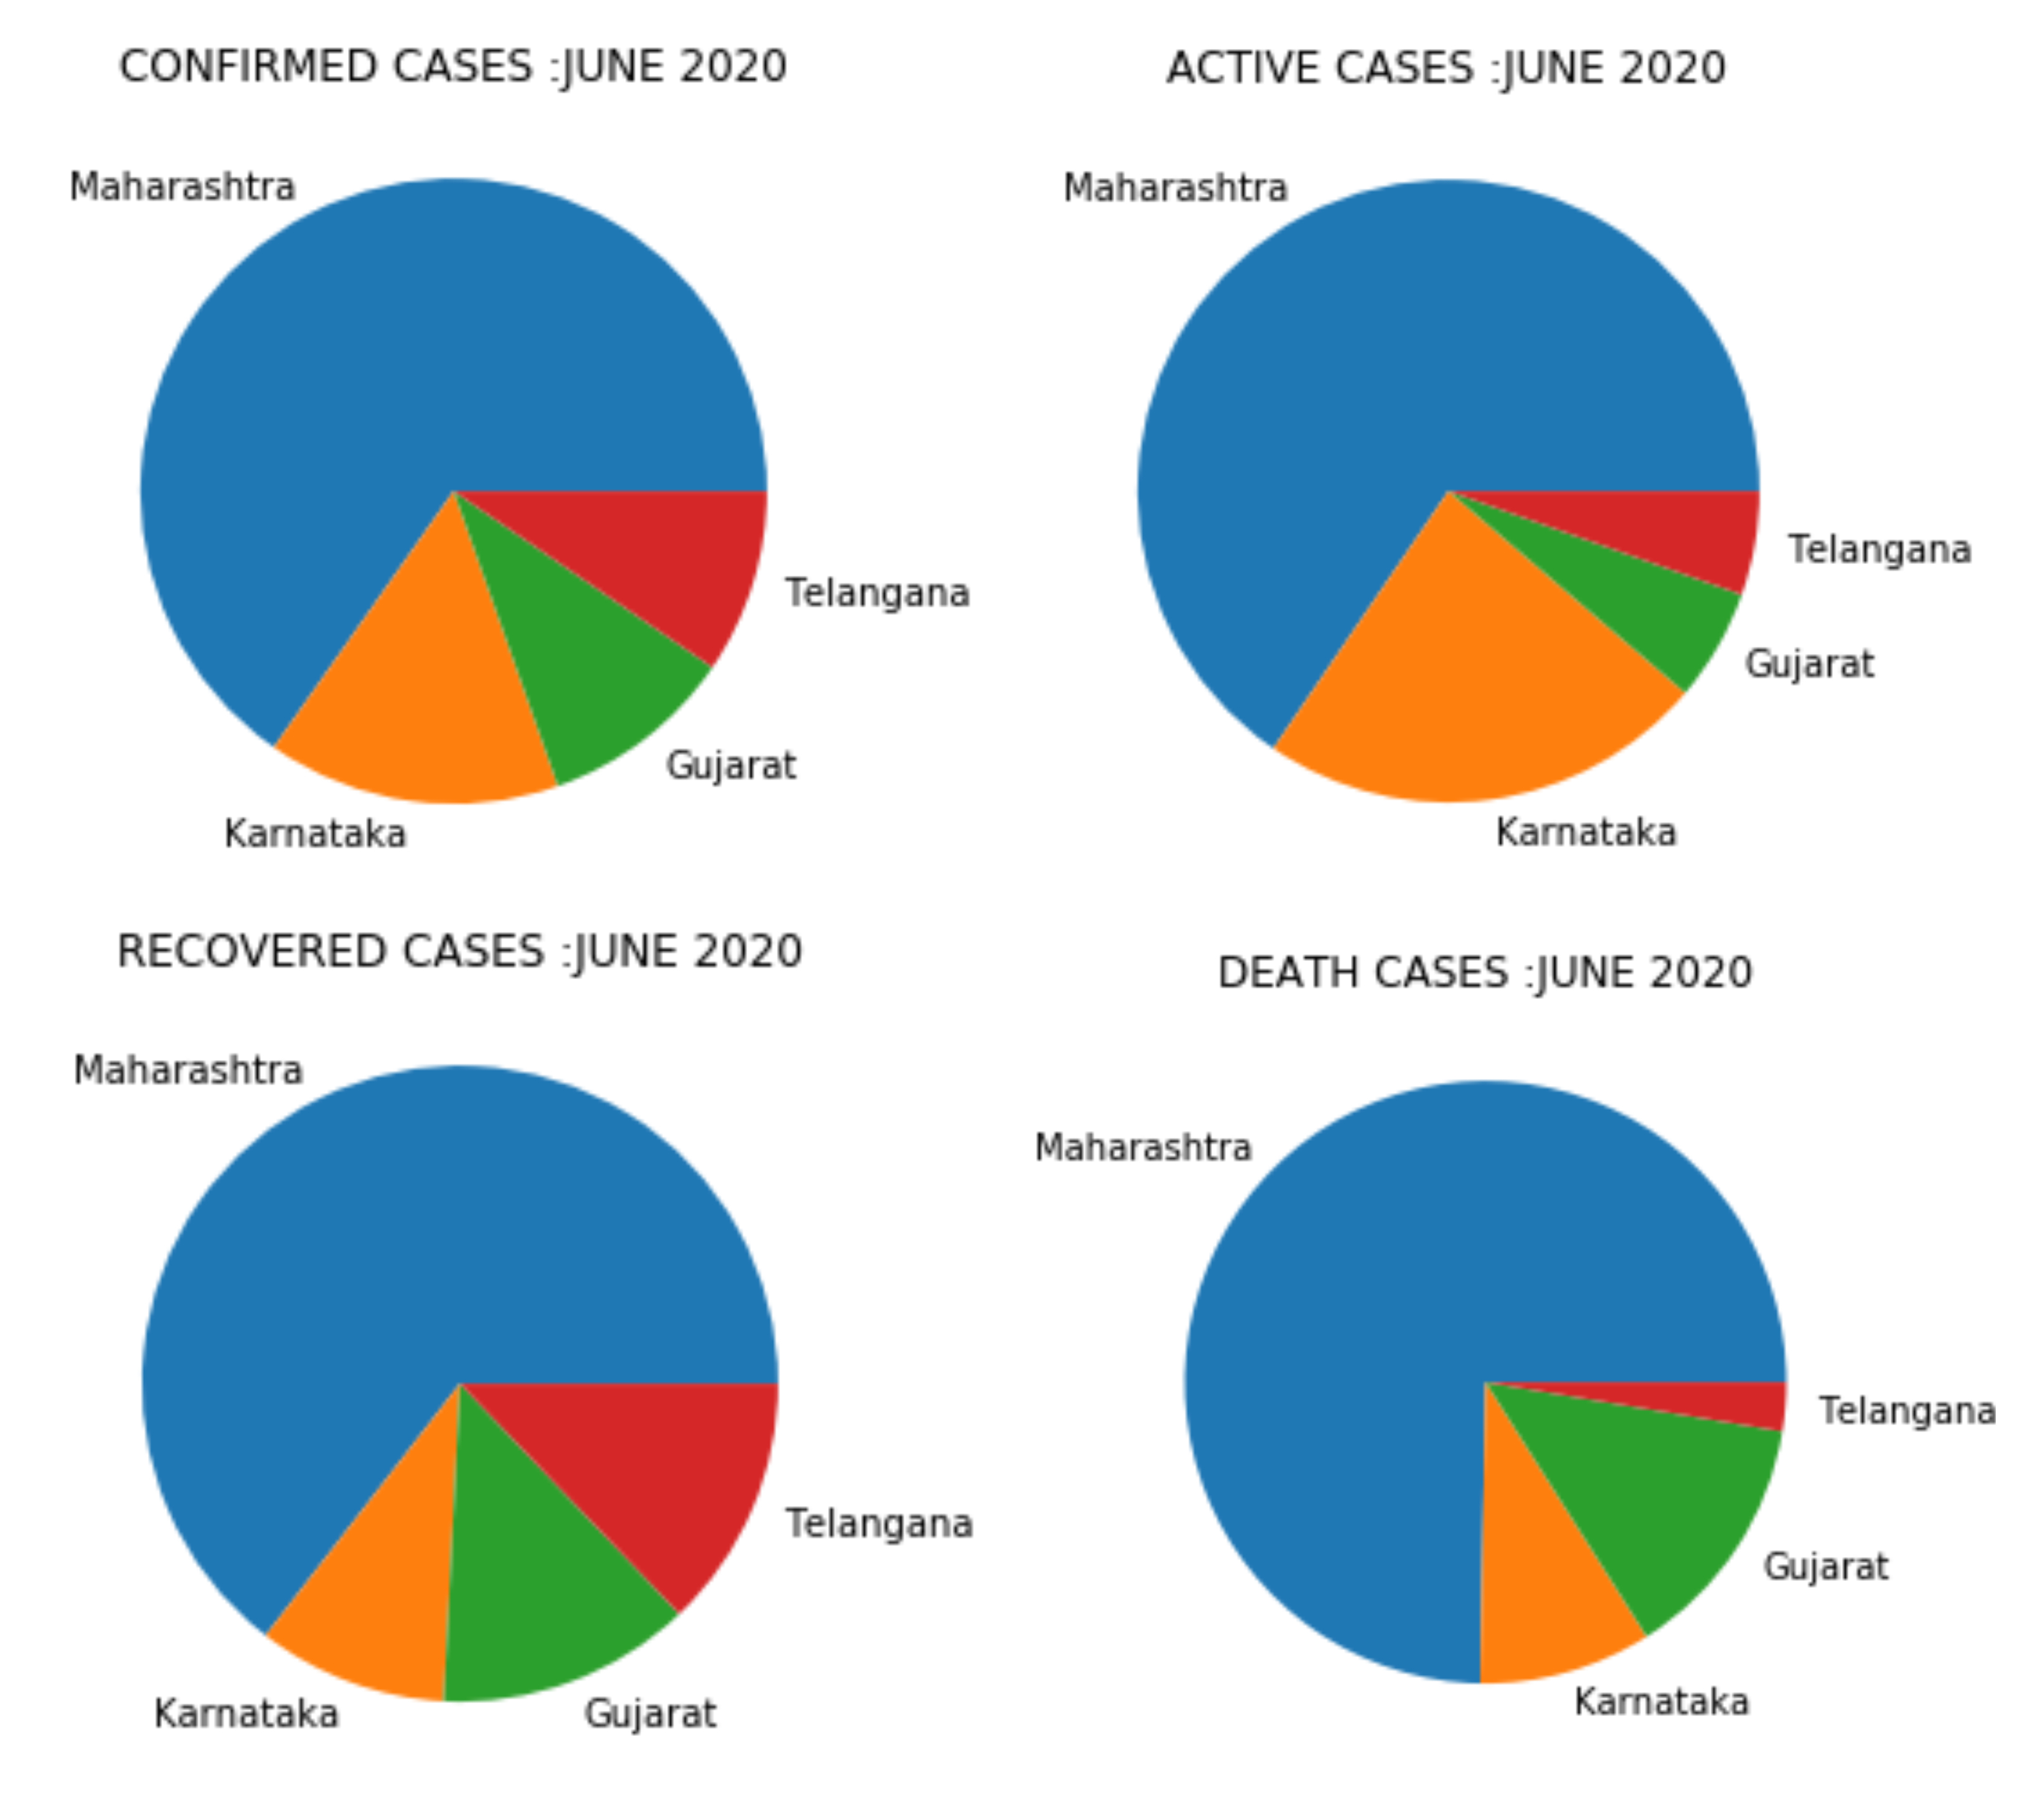 CONFIRMED CASES :JUNE 2020
Maharashtra
Telangana
Gujarat
Karnataka
ACTIVE CASES :JUNE 2020
Maharashtra
Telangana
Gujarat
Karnataka
RECOVERED CASES :JUNE 2020
Maharashtra
Telangana
Karnataka
Gujarat
DEATH CASES :JUNE 2020
Maharashtra
Telangana
Gujarat
Karnataka